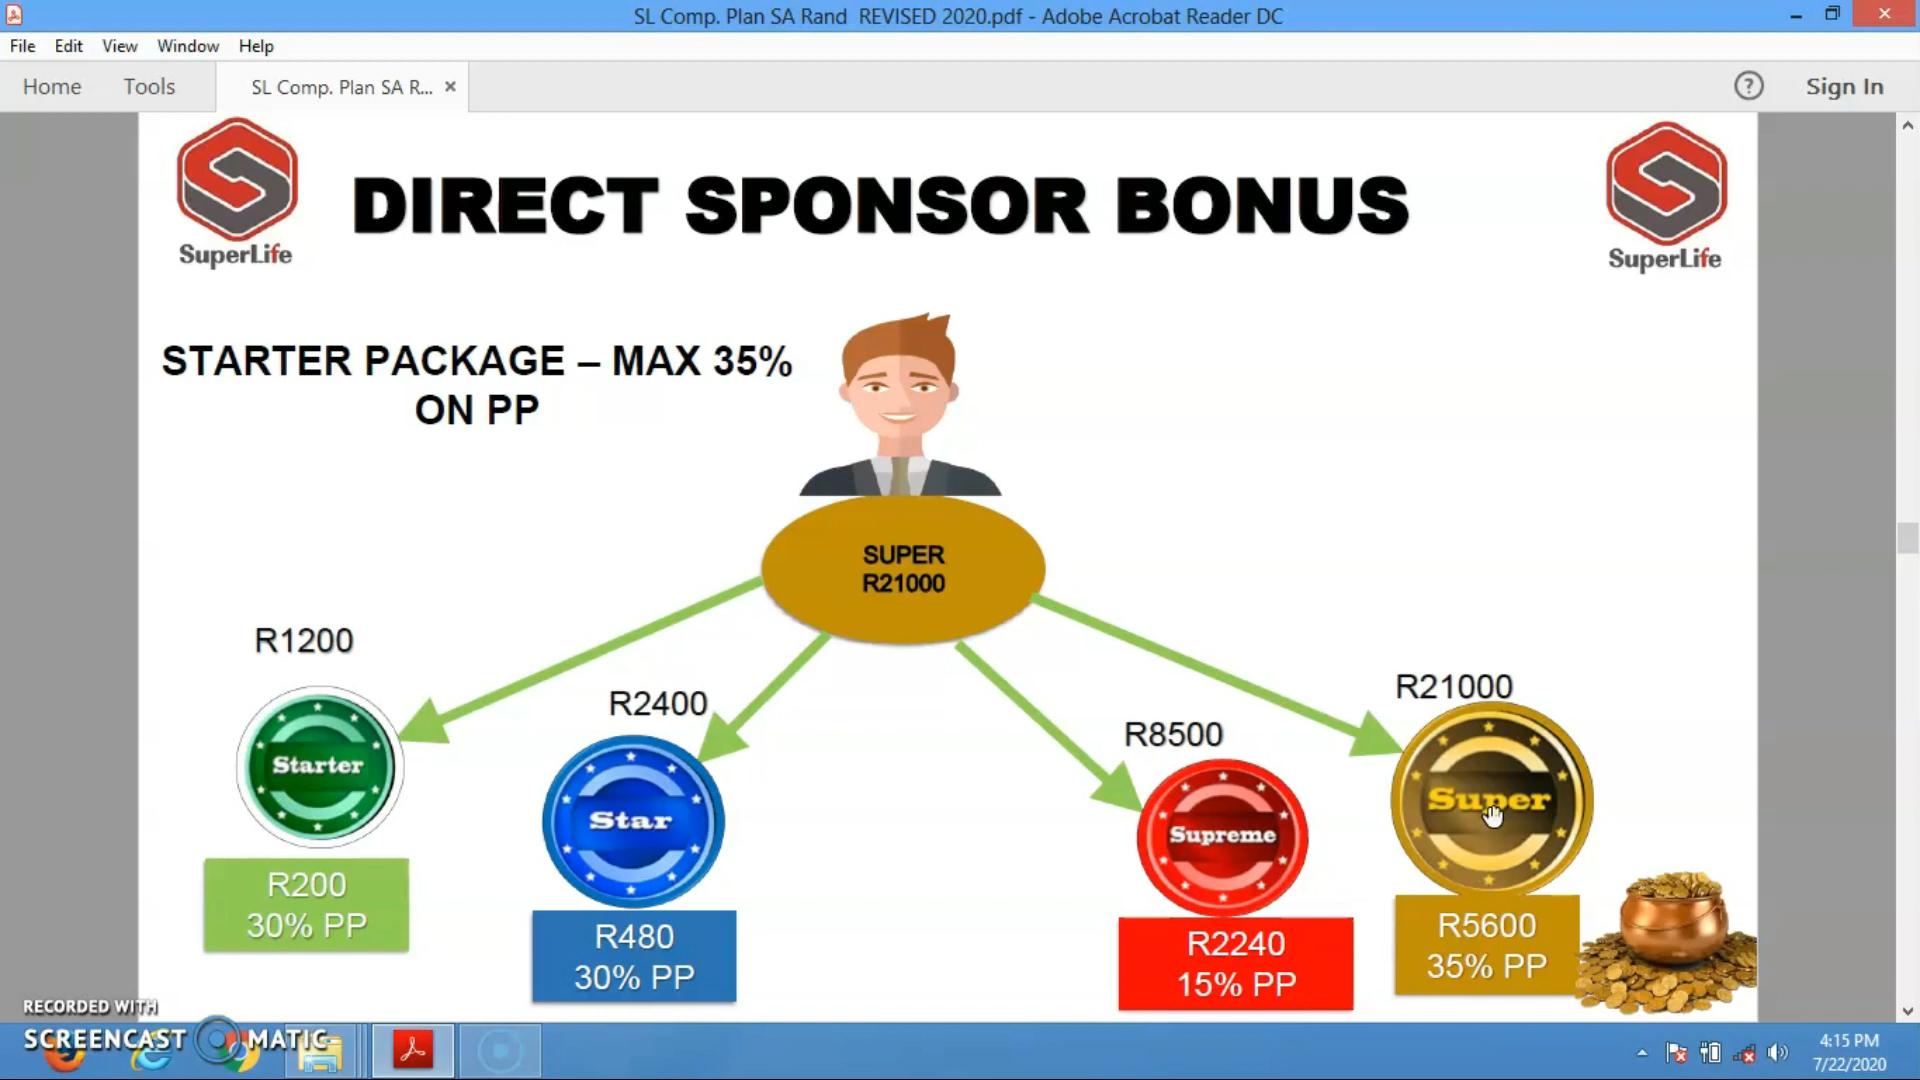 SL Comp. Plan SA Rand  REVISED 2020.pdf - Adobe Acrobat Reader DC
File Edit View Window Help
Home Tools SL Comp. Plan SA R... × ? Sign In
SuperLife
DIRECT SPONSOR BONUS
SuperLife
STARTER PACKAGE – MAX 35%
ON PP
SUPER
R21000
R1200
Starter
R200
30% PP
R2400
Star
R480
30% PP
R8500
Supreme
R2240
15% PP
R21000
Super
R5600
35% PP
RECORDED WITH
SCREENCAST MATIC
4:15 PM
7/22/2020